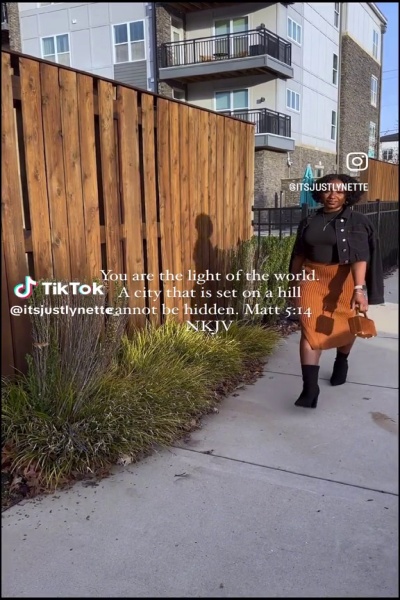 @ITSJUSTLYNETTE
You are the light of the world.
TikTok
A city that is set on a hill
@itsjustlynette
cannot be hidden. Matt 5:14
NKJV